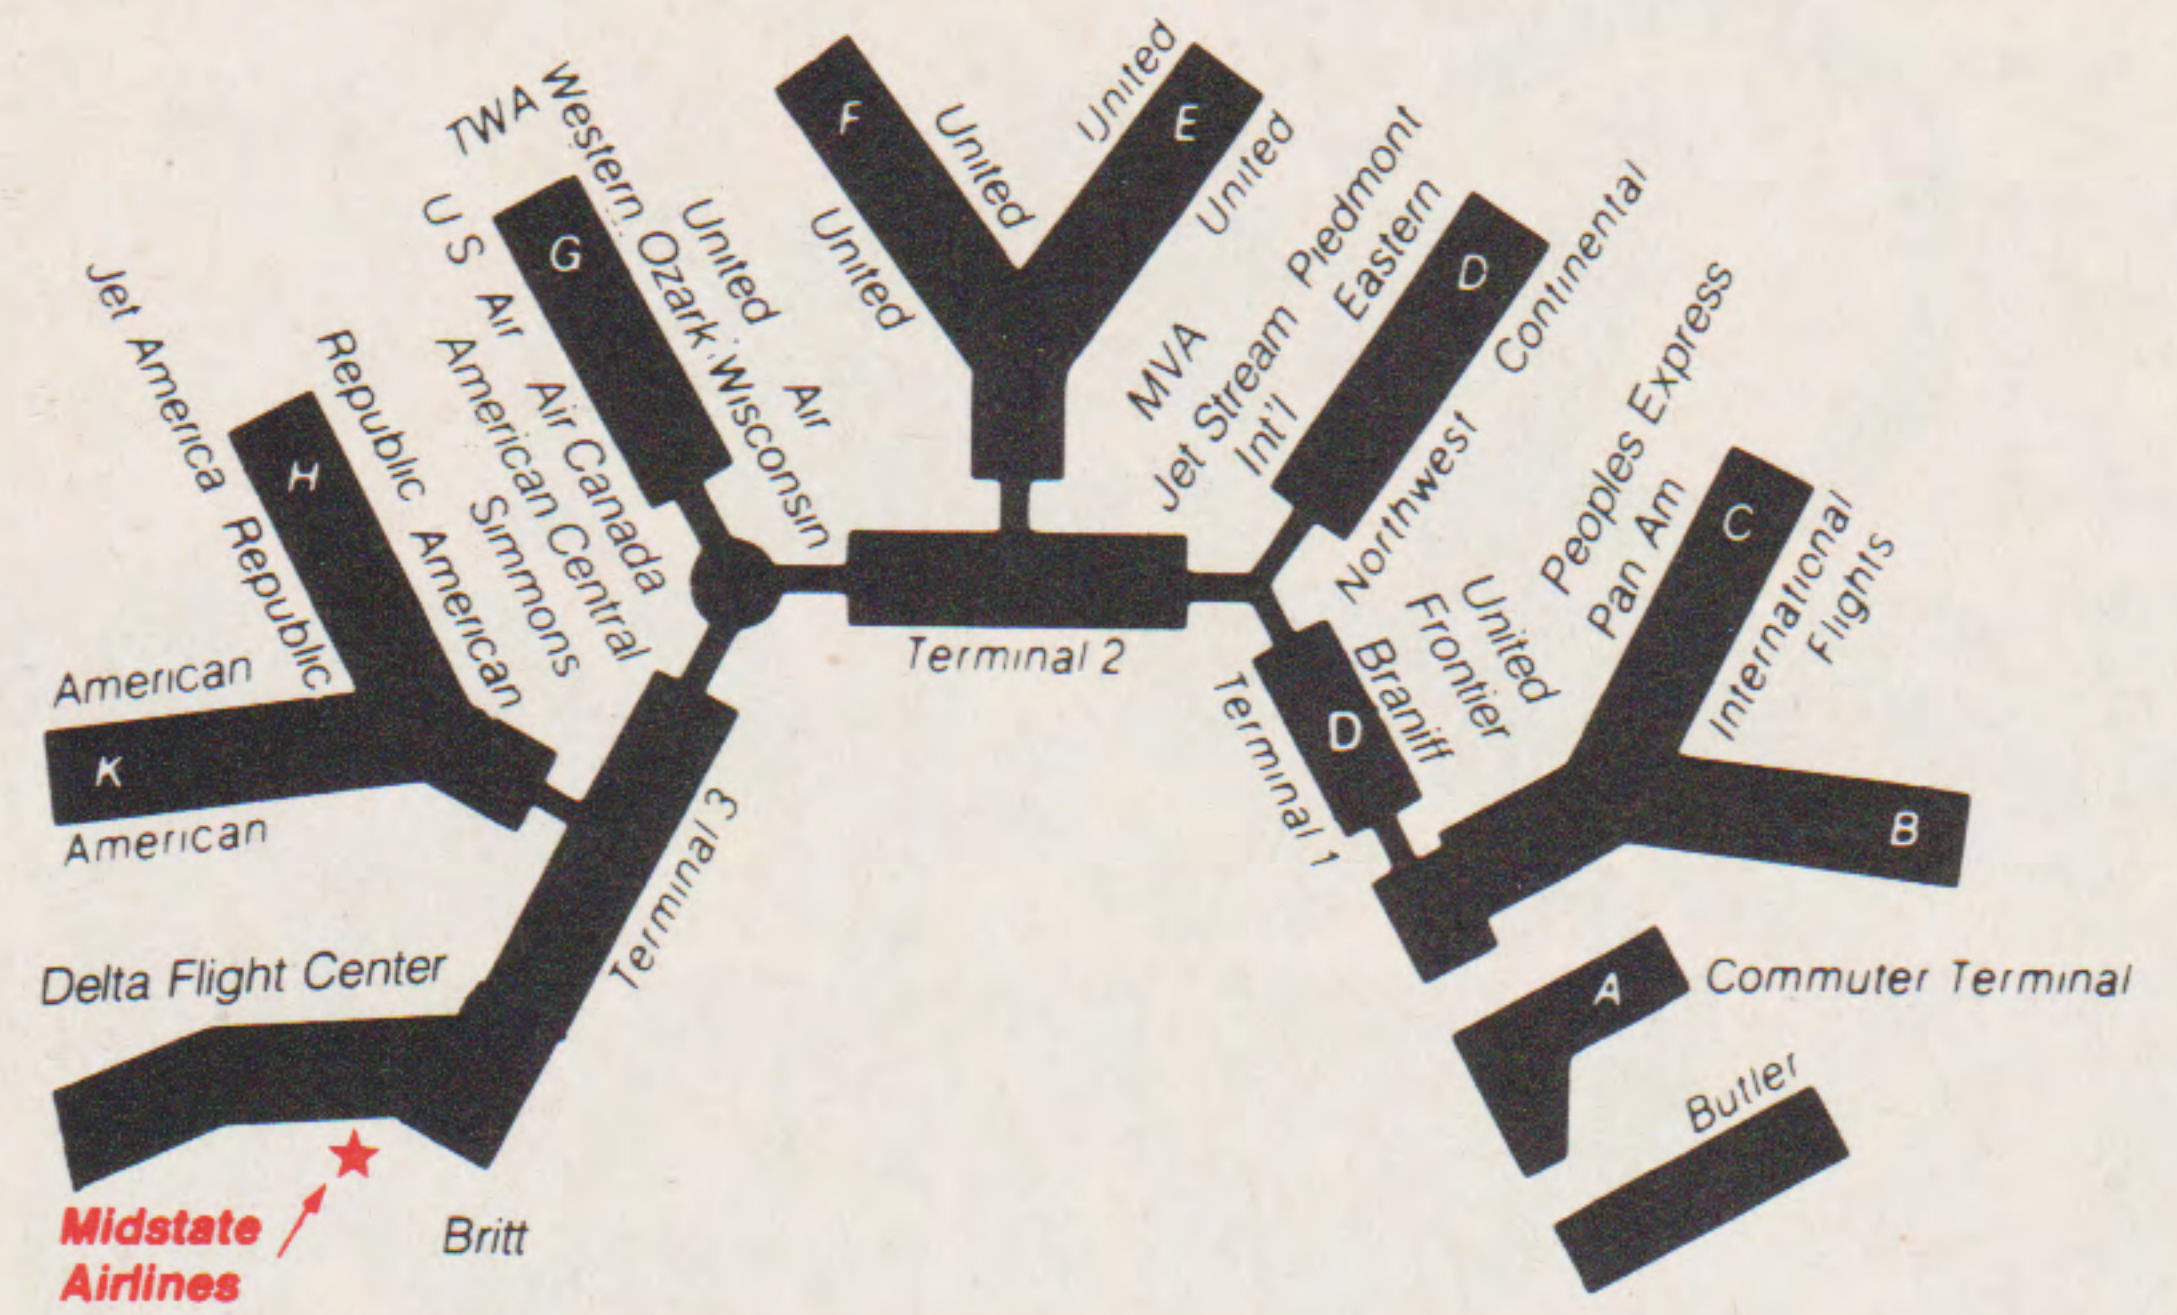 TWA
Western Ozark
United Air
Wisconsin
U S Air
Air Canada
American Central
Simmons
G
Jet America
Republic
Republic American
H
American
K
American
Delta Flight Center
Terminal 3
Midstate
Airlines
Britt
F
United
United
United
E
United
Terminal 2
MVA
Jet Stream
Int'l
Piedmont
Eastern
D
Continental
Northwest
Terminal 1
D
Braniff
Frontier
United
Peoples Express
Pan Am
C
International
Flights
B
A
Commuter Terminal
Butler